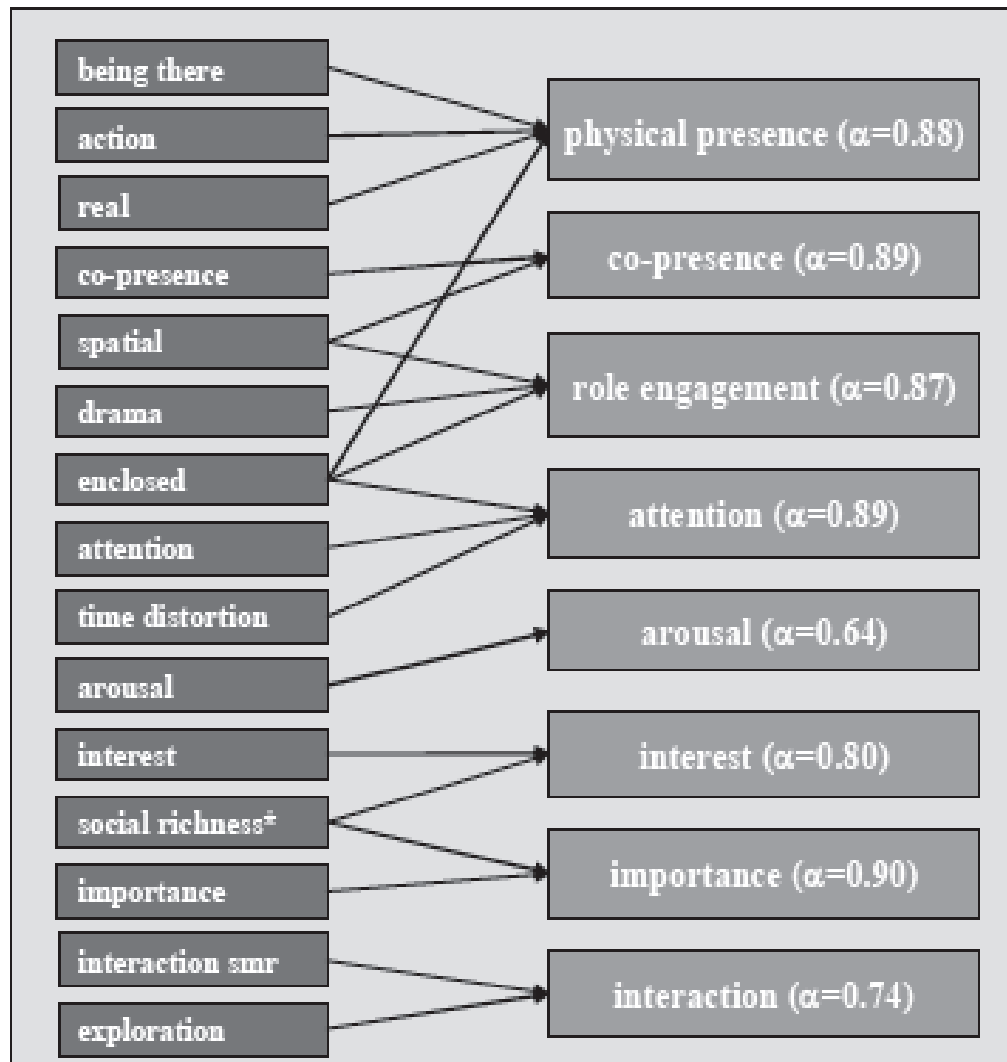 being there
action
real
co-presence
spatial
drama
enclosed
attention
time distortion
arousal
interest
social richness*
importance
interaction smr
exploration
physical presence (α=0.88)
co-presence (α=0.89)
role engagement (α=0.87)
attention (α=0.89)
arousal (α=0.64)
interest (α=0.80)
importance (α=0.90)
interaction (α=0.74)